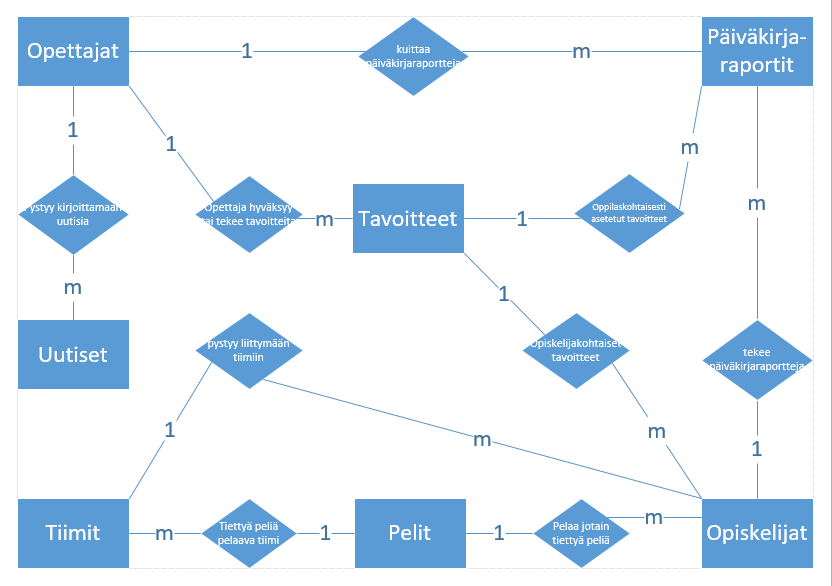 Opettajat
1
kuittaa
päiväkirjaraportteja
m
Päiväkirja-
raportit
1
1
m
pystyy kirjoittamaan
uutisia
Opettaja hyväksyy
tai tekee tavoitteita
m
Tavoitteet
1
Oppilaskohtaisesti
asetetut tavoitteet
m
m
1
Uutiset
pystyy liittymään
tiimiin
Opiskelijakohtaiset
tavoitteet
tekee
päiväkirjaraportteja
1
m
m
1
Tiimit
m
Tiettyä peliä
pelaava tiimi
1
Pelit
1
Pelaa jotain
tiettyä peliä
m
Opiskelijat